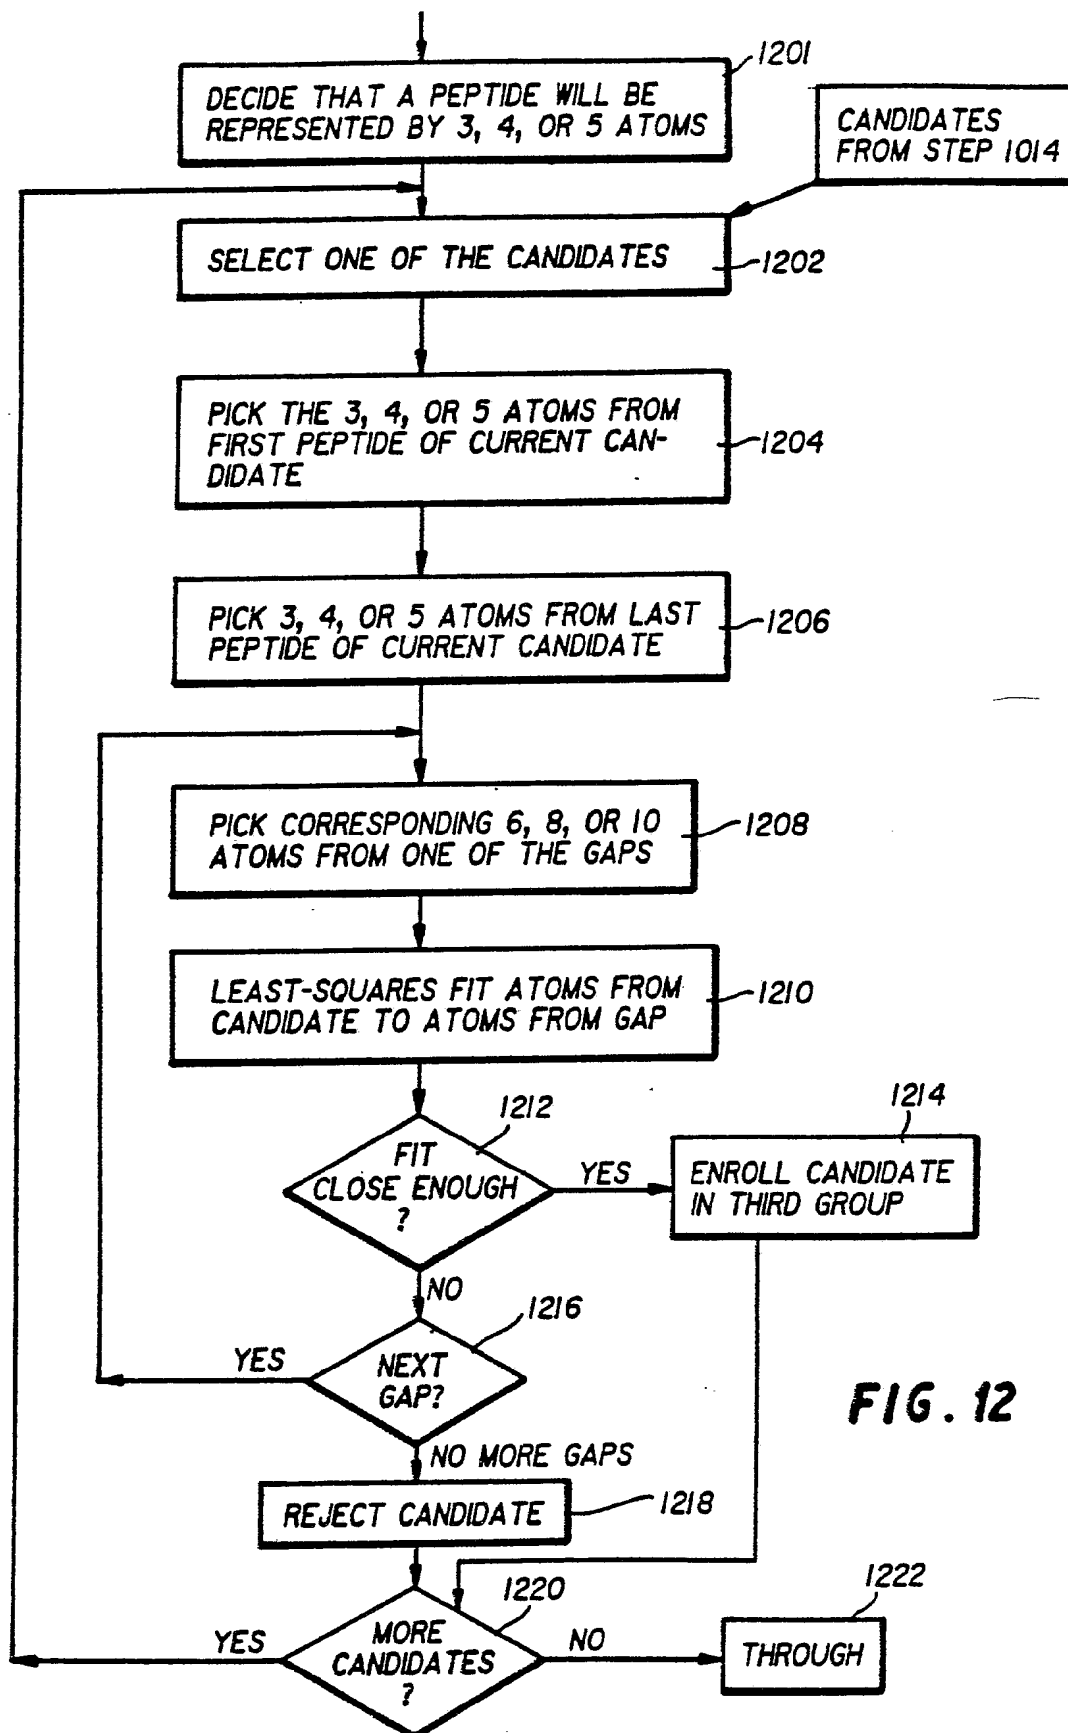 1201
DECIDE THAT A PEPTIDE WILL BE
REPRESENTED BY 3, 4, OR 5 ATOMS
CANDIDATES
FROM STEP 1014
SELECT ONE OF THE CANDIDATES
1202
PICK THE 3, 4, OR 5 ATOMS FROM
FIRST PEPTIDE OF CURRENT CAN-
DIDATE
1204
PICK 3, 4, OR 5 ATOMS FROM LAST
PEPTIDE OF CURRENT CANDIDATE
1206
PICK CORRESPONDING 6, 8, OR 10
ATOMS FROM ONE OF THE GAPS
1208
LEAST-SQUARES FIT ATOMS FROM
CANDIDATE TO ATOMS FROM GAP
1210
1212
FIT
CLOSE ENOUGH
?
YES
1214
ENROLL CANDIDATE
IN THIRD GROUP
NO
1216
NEXT
GAP?
YES
NO MORE GAPS
FIG. 12
REJECT CANDIDATE
1218
1220
MORE
CANDIDATES
?
YES
NO
1222
THROUGH